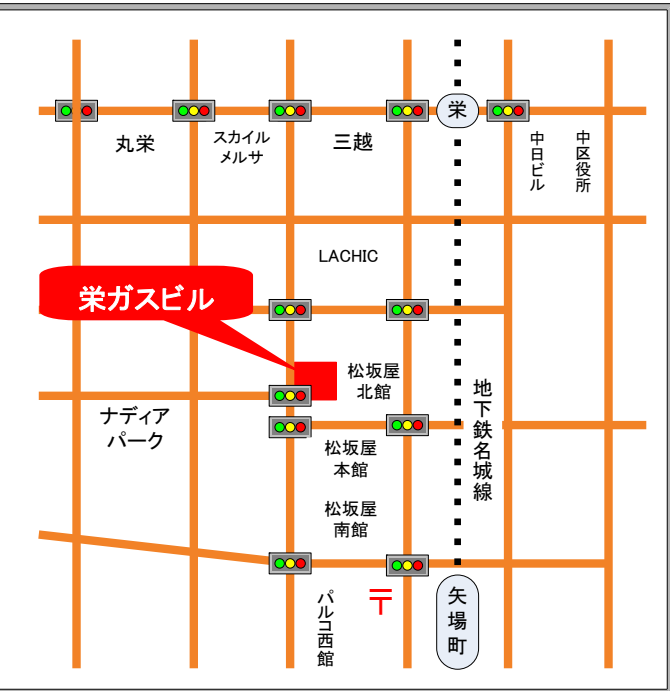 栄
丸栄
スカイル
メルサ
三越
中日ビル
中区役所
LACHIC
栄ガスビル
松坂屋
北館
ナディア
パーク
地下鉄名城線
松坂屋
本館
松坂屋
南館
パルコ西館
〒
矢場町